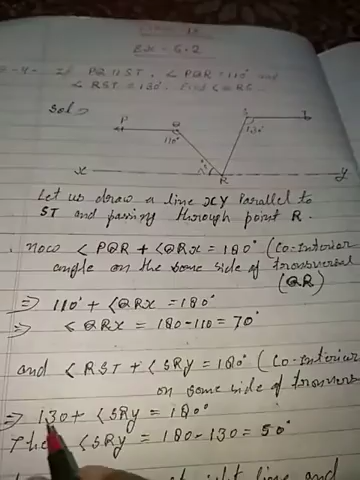 Ex - 6.2
PQ || ST, < PQR = 110° and
< RST = 130°. Find
Sol →
P Q S T
110° 130°
X R Y
Let us draw a line XY Parallel to
ST and passing through point R.
now < PQR + < QRX = 180° (Co-Interior
angle on the same side of transversal
(QR)
⇒ 110° + < QRX = 180°
⇒ < QRX = 180 - 110 = 70°
and < RST + < SRY = 180° (Co-Interior
on same side of
⇒ 130 + < SRY = 180°
< SRY = 180 - 130 = 50°
line and